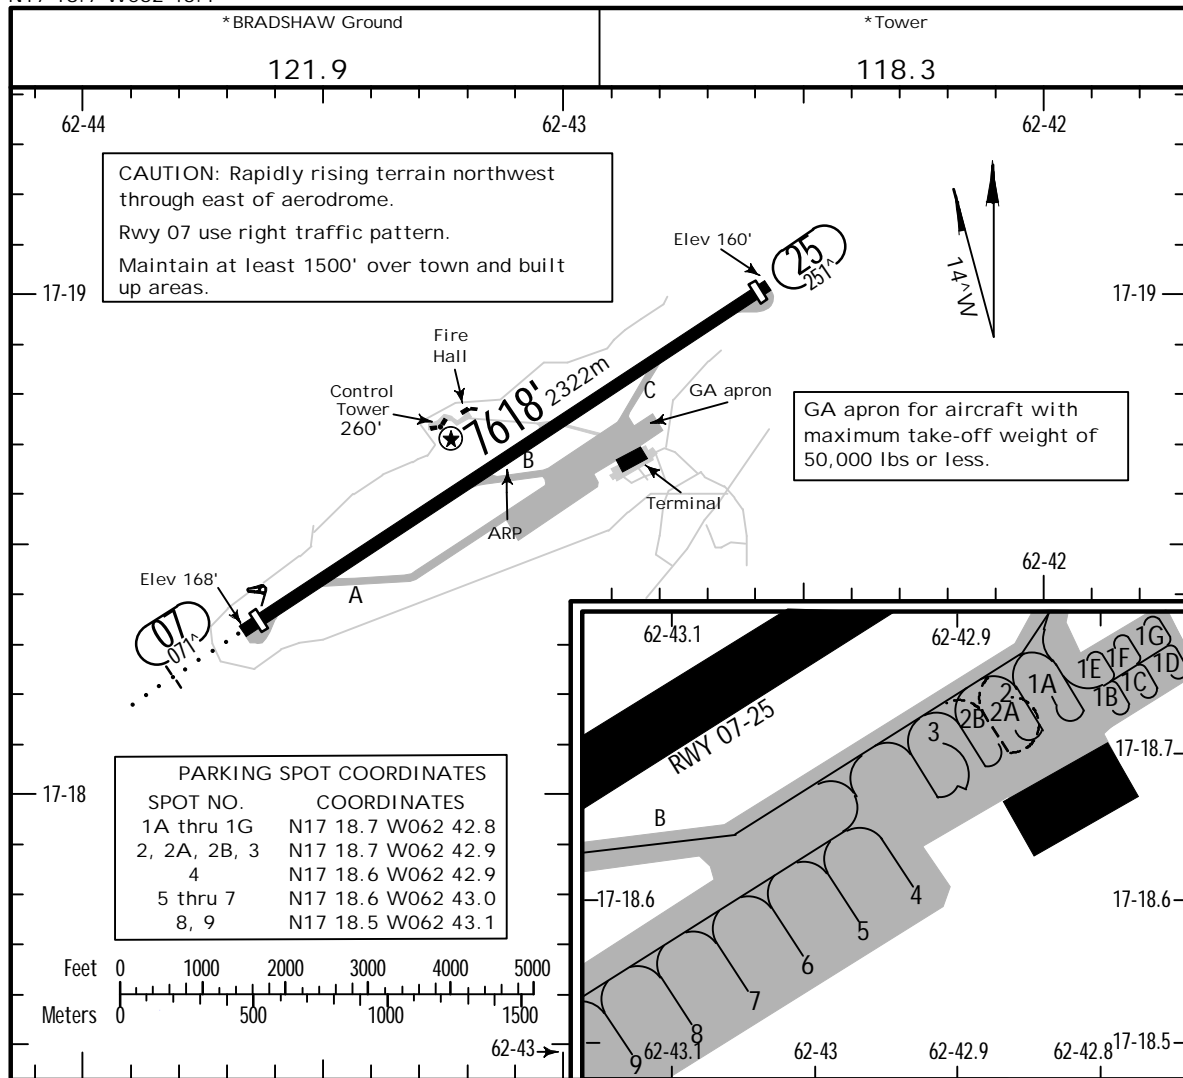 *BRADSHAW Ground
*Tower
121.9
118.3
62-44
62-43
62-42
CAUTION: Rapidly rising terrain northwest
through east of aerodrome.
Rwy 07 use right traffic pattern.
Maintain at least 1500' over town and built
up areas.
Elev 160'
25
251^
14^W
17-19
17-19
Fire
Hall
Control
Tower
260'
7618' 2322m
C
GA apron
GA apron for aircraft with
maximum take-off weight of
50,000 lbs or less.
B
Terminal
ARP
Elev 168'
A
07
071^
62-42
62-43.1
62-42.9
1G
1F
1E
1D
1C
1B
1A
2
2A
2B
3
RWY 07-25
17-18.7
B
17-18
PARKING SPOT COORDINATES
SPOT NO. COORDINATES
1A thru 1G N17 18.7 W062 42.8
2, 2A, 2B, 3 N17 18.7 W062 42.9
4 N17 18.6 W062 42.9
5 thru 7 N17 18.6 W062 43.0
8, 9 N17 18.5 W062 43.1
17-18.6
17-18.6
4
5
6
7
8
9
Feet 0 1000 2000 3000 4000 5000
Meters 0 500 1000 1500
62-43
62-43.1
62-43
62-42.9
62-42.8
17-18.5